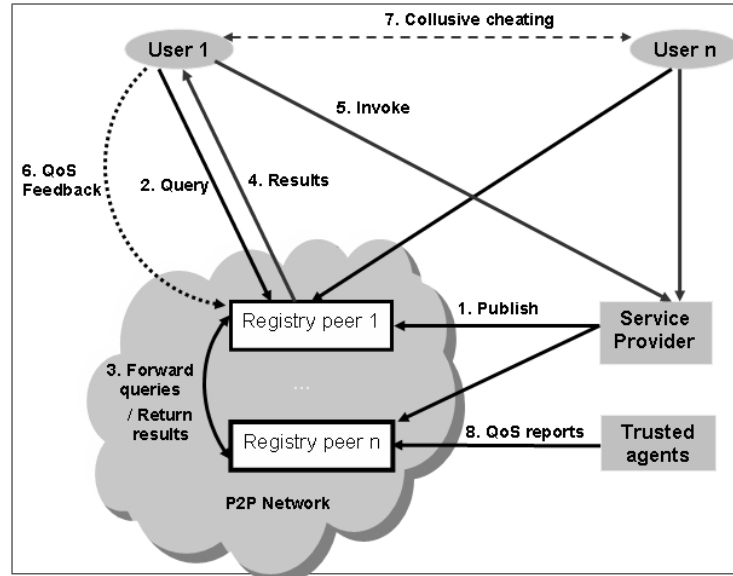 7. Collusive cheating
User 1
User n
5. Invoke
6. QoS
Feedback
2. Query
4. Results
Registry peer 1
1. Publish
Service
Provider
3. Forward
queries
/ Return
results
...
Registry peer n
8. QoS reports
Trusted
agents
P2P Network